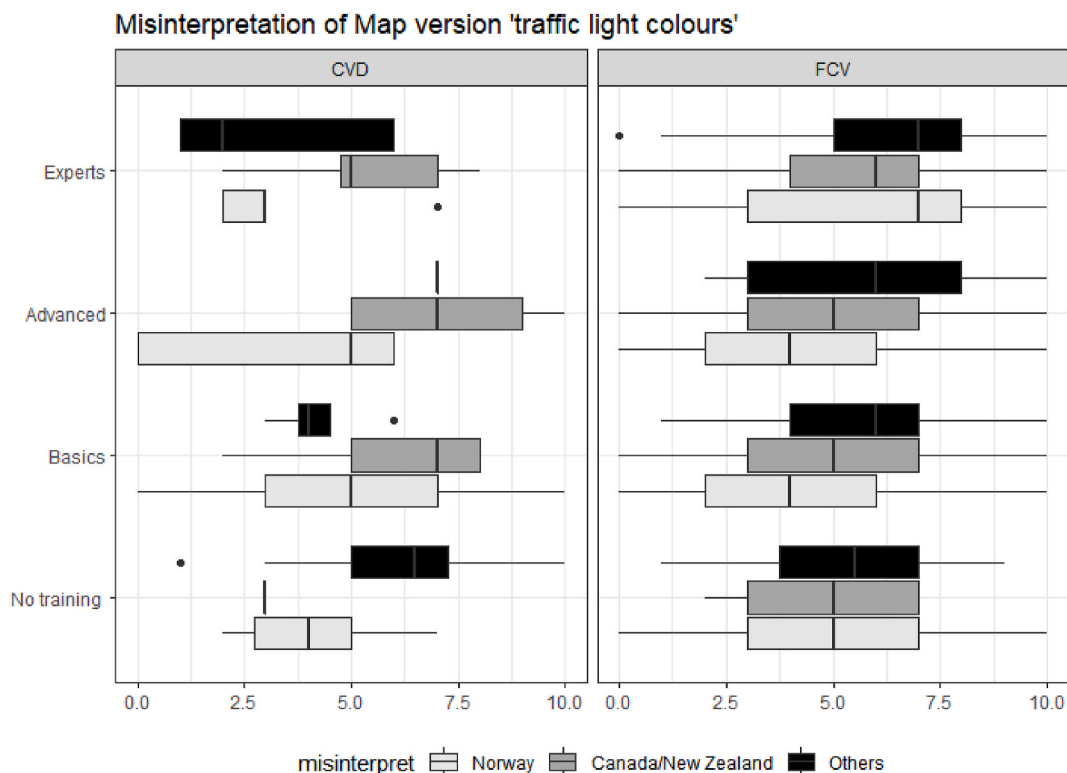 Misinterpretation of Map version 'traffic light colours'
CVD
FCV
Experts
Advanced
Basics
No training
0.0 2.5 5.0 7.5 10.0
0.0 2.5 5.0 7.5 10.0
misinterpret Norway Canada/New Zealand Others